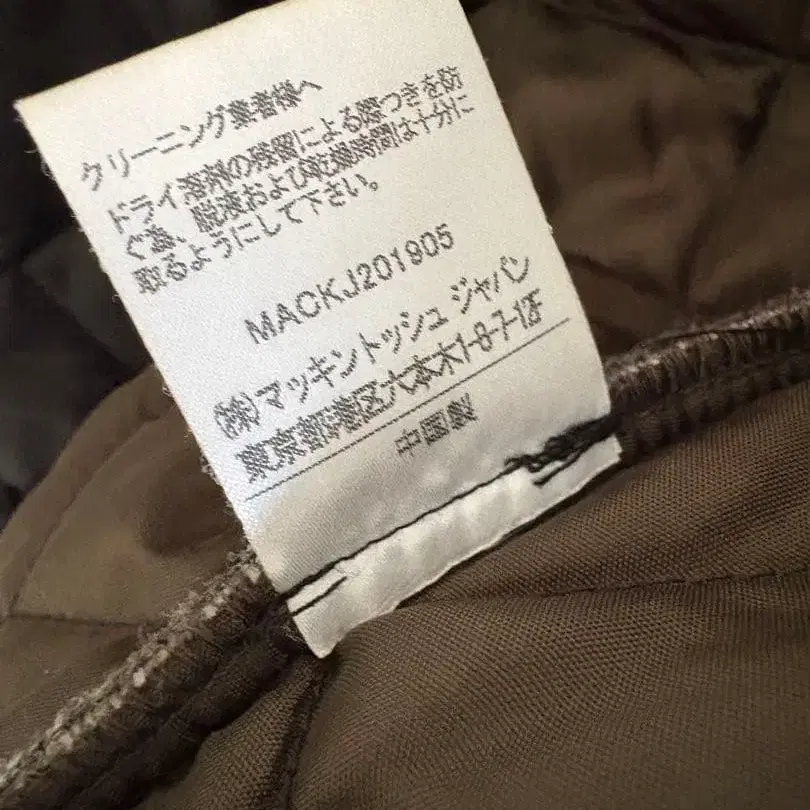 クリーニング業者様へ
ドライ溶剤の残留による際つきを防
ぐ為、脱液および乾燥時間は十分に
取るようにして下さい。
MACKJ201905
(株)マッキントッシュ ジャパン
東京都港区六本木1-8-7-12F
中国製